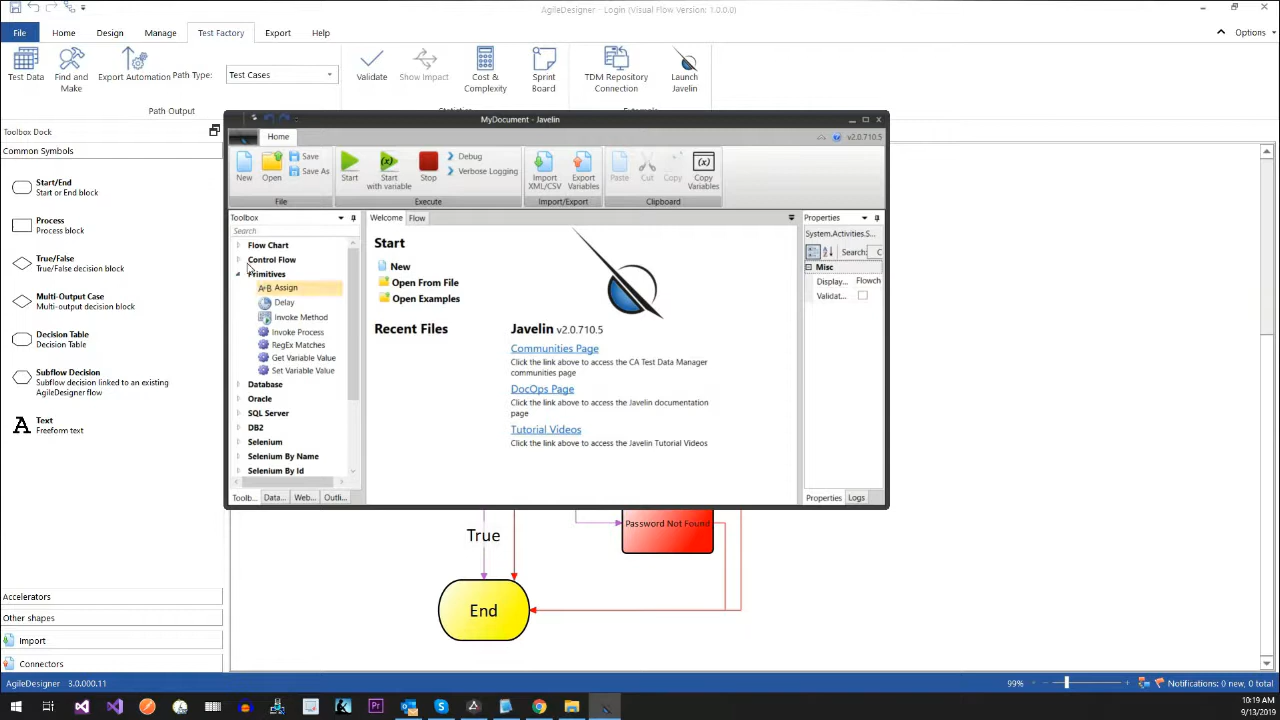 AgileDesigner - Login (Visual Flow Version: 1.0.0.0)
File
Home
Design
Manage
Test Factory
Export
Help
Options
Test Data
Find and Make
Export Automation
Path Type:
Test Cases
Validate
Show Impact
Cost & Complexity
Sprint Board
TDM Repository Connection
Launch Javelin
Path Output
Toolbox Dock
Common Symbols
Start/End
Start or End block
Process
Process block
True/False
True/False decision block
Multi-Output Case
Multi-output decision block
Decision Table
Decision Table
Subflow Decision
Subflow decision linked to an existing
AgileDesigner flow
A
Text
Freeform text
Accelerators
Other shapes
Import
Connectors
MyDocument - Javelin
Home
v2.0.710.5
New
Open
Save
Save As
File
Start
Start with variable
Stop
Debug
Verbose Logging
Execute
Import XML/CSV
Export Variables
Import/Export
Paste
Cut
Copy
Copy Variables
Clipboard
Toolbox
Search
Flow Chart
Control Flow
Primitives
A+B Assign
Delay
Invoke Method
Invoke Process
RegEx Matches
Get Variable Value
Set Variable Value
Database
Oracle
SQL Server
DB2
Selenium
Selenium By Name
Selenium By Id
Toolb...
Data...
Web...
Outli...
Welcome
Flow
Start
New
Open From File
Open Examples
Recent Files
Javelin v2.0.710.5
Communities Page
Click the link above to access the CA Test Data Manager
communities page
DocOps Page
Click the link above to access the Javelin documentation
page
Tutorial Videos
Click the link above to access the Javelin Tutorial Videos
Properties
System.Activities.S...
Search:
C
Misc
Display...
Flowch
Validat...
Properties
Logs
True
Password Not Found
End
AgileDesigner - 3.0.000.11
99%
Notifications: 0 new, 0 total
10:19 AM
9/13/2019